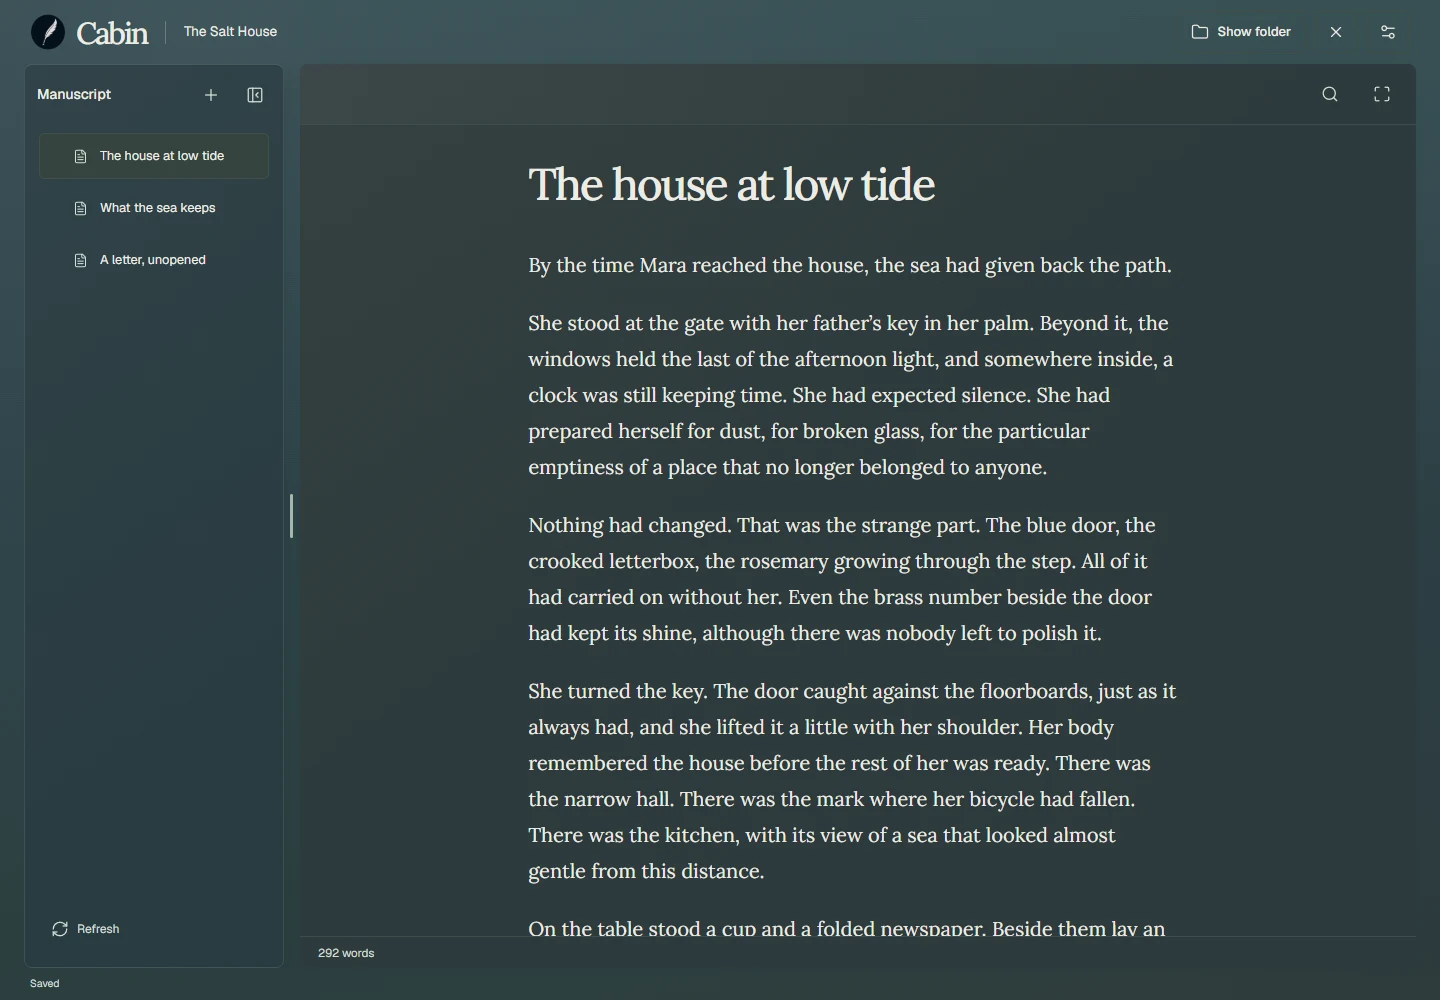 Cabin
The Salt House
Show folder
Manuscript
The house at low tide
What the sea keeps
A letter, unopened
Refresh
Saved
The house at low tide
By the time Mara reached the house, the sea had given back the path.
She stood at the gate with her father’s key in her palm. Beyond it, the
windows held the last of the afternoon light, and somewhere inside, a
clock was still keeping time. She had expected silence. She had
prepared herself for dust, for broken glass, for the particular
emptiness of a place that no longer belonged to anyone.
Nothing had changed. That was the strange part. The blue door, the
crooked letterbox, the rosemary growing through the step. All of it
had carried on without her. Even the brass number beside the door
had kept its shine, although there was nobody left to polish it.
She turned the key. The door caught against the floorboards, just as it
always had, and she lifted it a little with her shoulder. Her body
remembered the house before the rest of her was ready. There was
the narrow hall. There was the mark where her bicycle had fallen.
There was the kitchen, with its view of a sea that looked almost
gentle from this distance.
On the table stood a cup and a folded newspaper. Beside them lay an
292 words